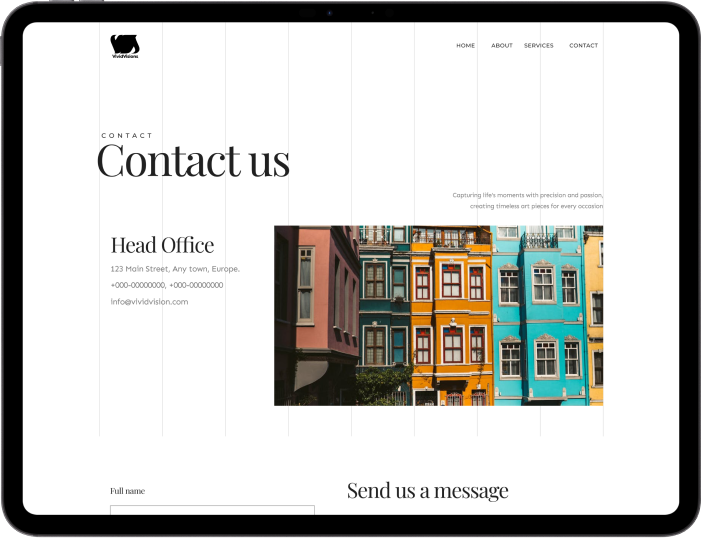 VividVisions
HOME ABOUT SERVICES CONTACT
CONTACT
Contact us
Capturing life's moments with precision and passion,
creating timeless art pieces for every occasion
Head Office
123 Main Street, Any town, Europe.
+000-00000000, +000-00000000
info@vividvision.com
Full name
Send us a message